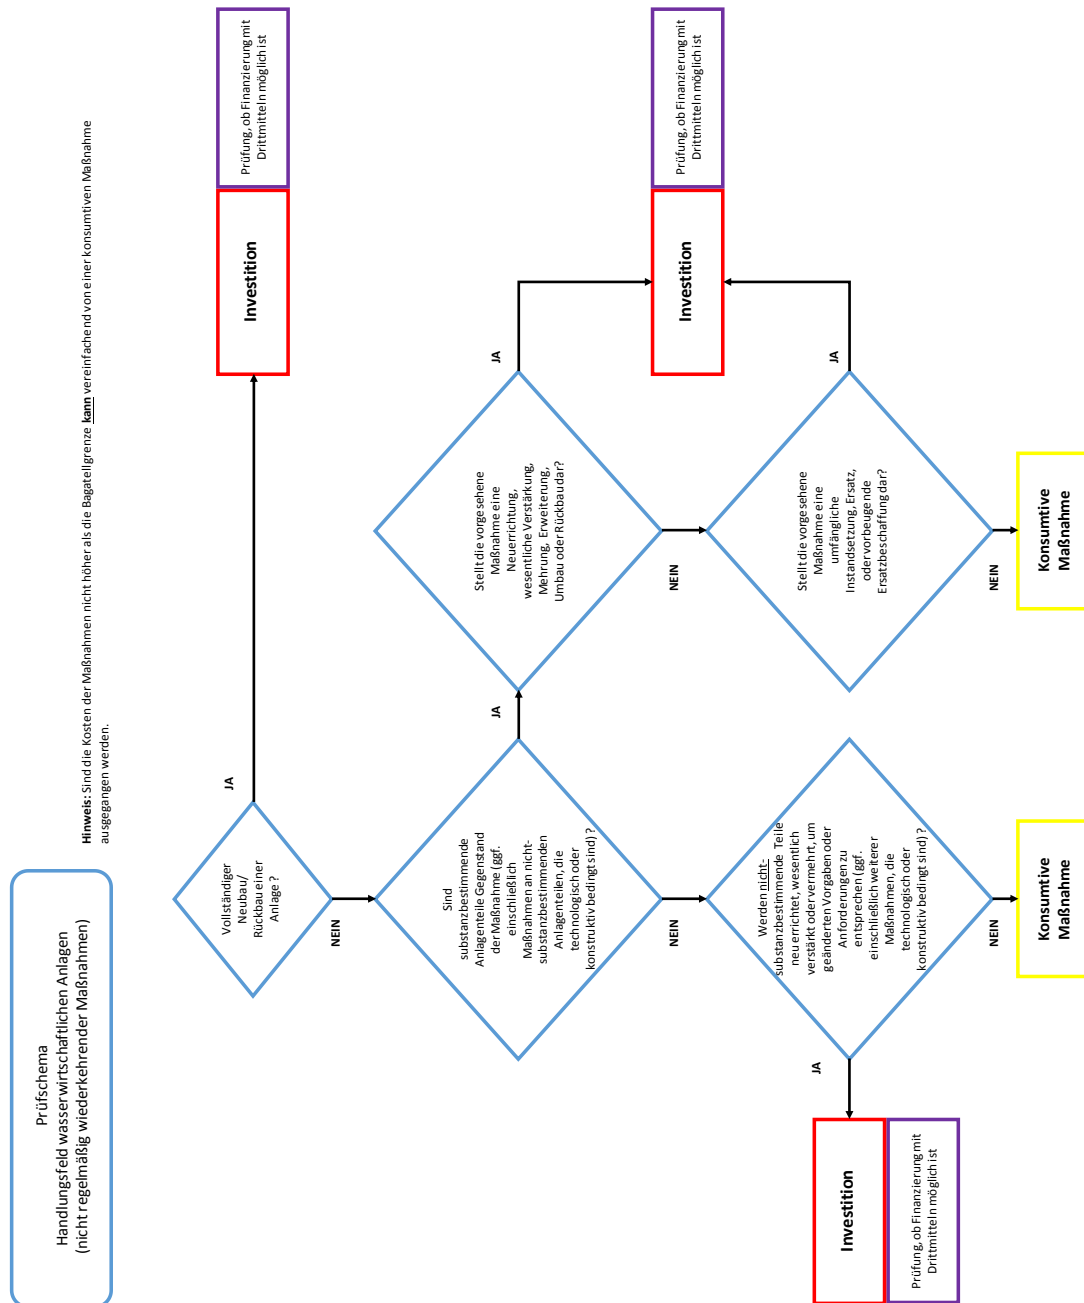 Prüfschema
Handlungsfeld wasserwirtschaftlichen Anlagen
(nicht regelmäßig wiederkehrender Maßnahmen)
Hinweis: Sind die Kosten der Maßnahmen nicht höher als die Bagatellgrenze kann vereinfachend von einer konsumtiven Maßnahme
ausgegangen werden.
Vollständiger
Neubau/
Rückbau einer
Anlage ?
JA
Investition
Prüfung, ob Finanzierung mit
Drittmitteln möglich ist
NEIN
Sind
substanzbestimmende
Anlagenteile Gegenstand
der Maßnahme (ggf.
einschließlich
Maßnahmen an nicht-
substanzbestimmenden
Anlagenteilen, die
technologisch oder
konstruktiv bedingt sind) ?
JA
Stellt die vorgesehene
Maßnahme eine
Neuerrichtung,
wesentliche Verstärkung,
Mehrung, Erweiterung,
Umbau oder Rückbau dar?
JA
Investition
Prüfung, ob Finanzierung mit
Drittmitteln möglich ist
NEIN
NEIN
Werden nicht-
substanzbestimmende Teile
neu errichtet, wesentlich
verstärkt oder vermehrt, um
geänderten Vorgaben oder
Anforderungen zu
entsprechen (ggf.
einschließlich weiterer
Maßnahmen, die
technologisch oder
konstruktiv bedingt sind) ?
JA
Investition
Prüfung, ob Finanzierung mit
Drittmitteln möglich ist
Stellt die vorgesehene
Maßnahme eine
umfängliche
Instandsetzung, Ersatz,
oder vorbeugende
Ersatzbeschaffung dar?
JA
NEIN
Konsumtive
Maßnahme
NEIN
Konsumtive
Maßnahme